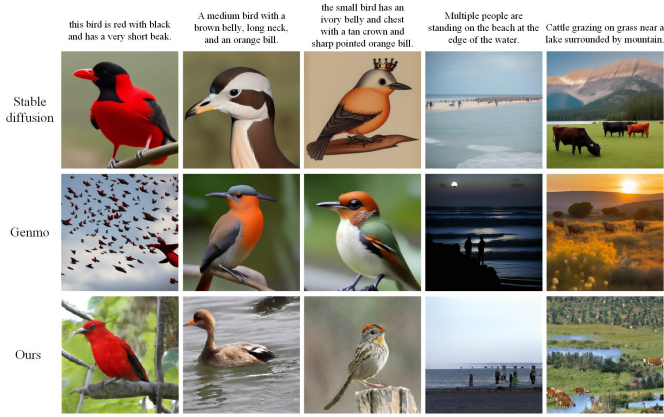 this bird is red with black
and has a very short beak.
A medium bird with a
brown belly, long neck,
and an orange bill.
the small bird has an
ivory belly and chest
with a tan crown and
sharp pointed orange bill.
Multiple people are
standing on the beach at the
edge of the water.
Cattle grazing on grass near a
lake surrounded by mountain.
Stable
diffusion
Genmo
Ours